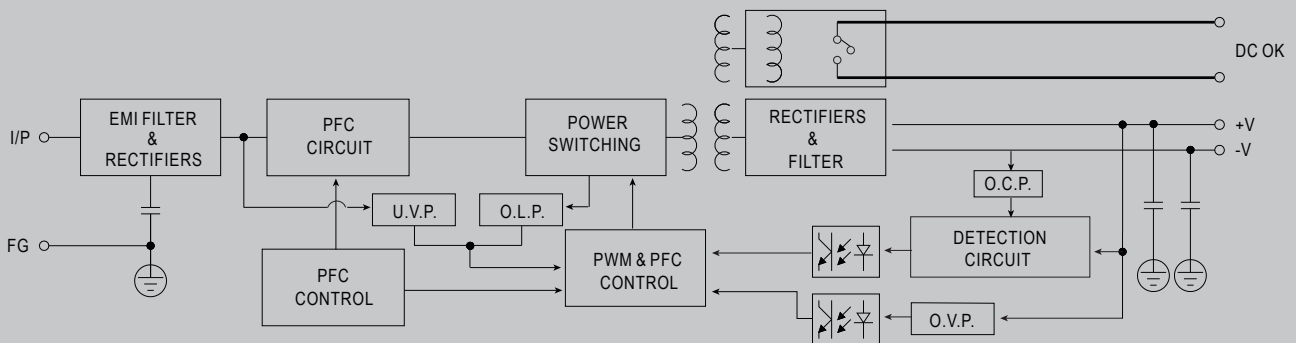 DC OK
I/P
EMI FILTER
&
RECTIFIERS
PFC
CIRCUIT
POWER
SWITCHING
RECTIFIERS
&
FILTER
+V
-V
O.C.P.
U.V.P.
O.L.P.
FG
PFC
CONTROL
PWM & PFC
CONTROL
DETECTION
CIRCUIT
O.V.P.